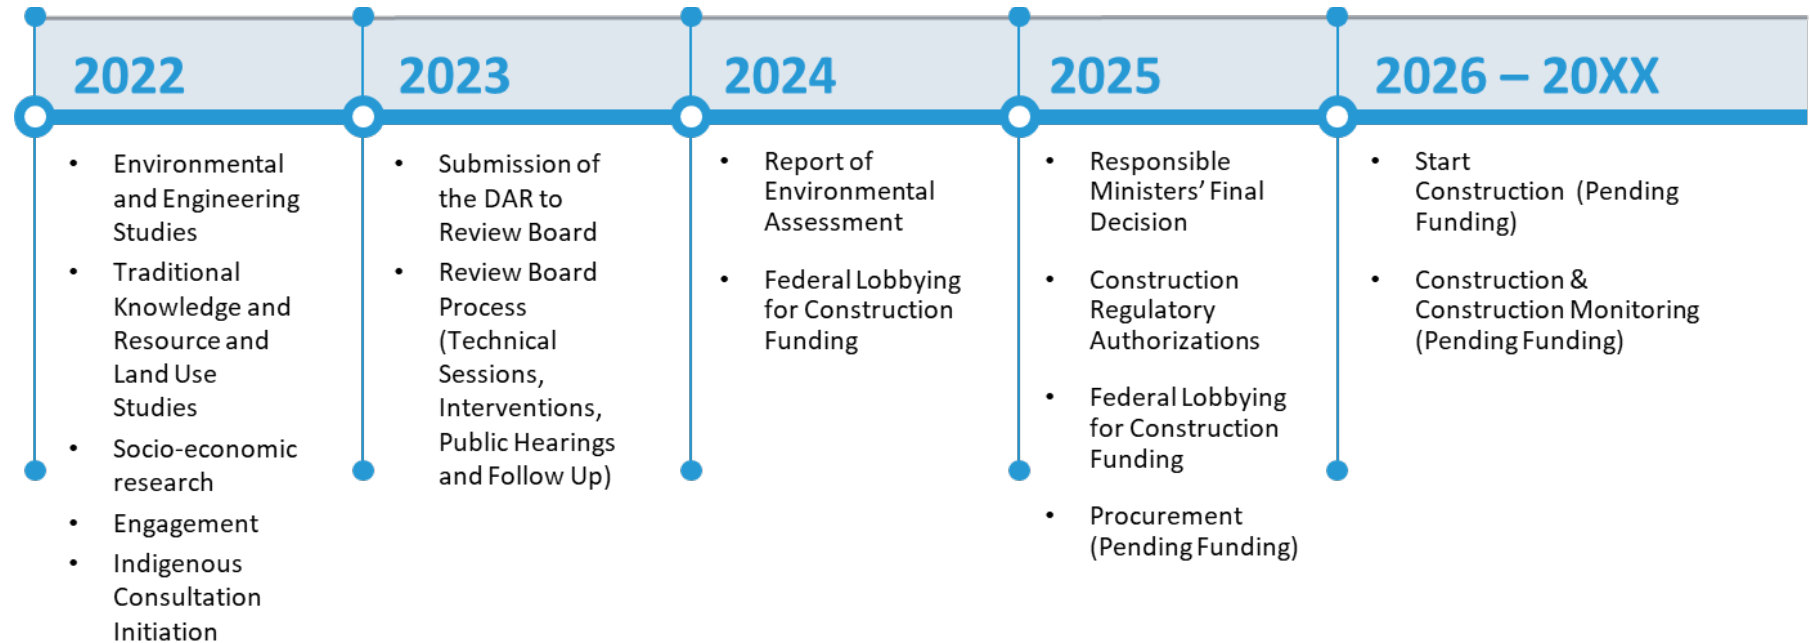 2022
• Environmental
and Engineering
Studies
• Traditional
Knowledge and
Resource and
Land Use
Studies
• Socio-economic
research
• Engagement
• Indigenous
Consultation
Initiation
2023
• Submission of
the DAR to
Review Board
• Review Board
Process
(Technical
Sessions,
Interventions,
Public Hearings
and Follow Up)
2024
• Report of
Environmental
Assessment
• Federal Lobbying
for Construction
Funding
2025
• Responsible
Ministers’ Final
Decision
• Construction
Regulatory
Authorizations
• Federal Lobbying
for Construction
Funding
• Procurement
(Pending Funding)
2026 – 20XX
• Start
Construction (Pending
Funding)
• Construction &
Construction Monitoring
(Pending Funding)